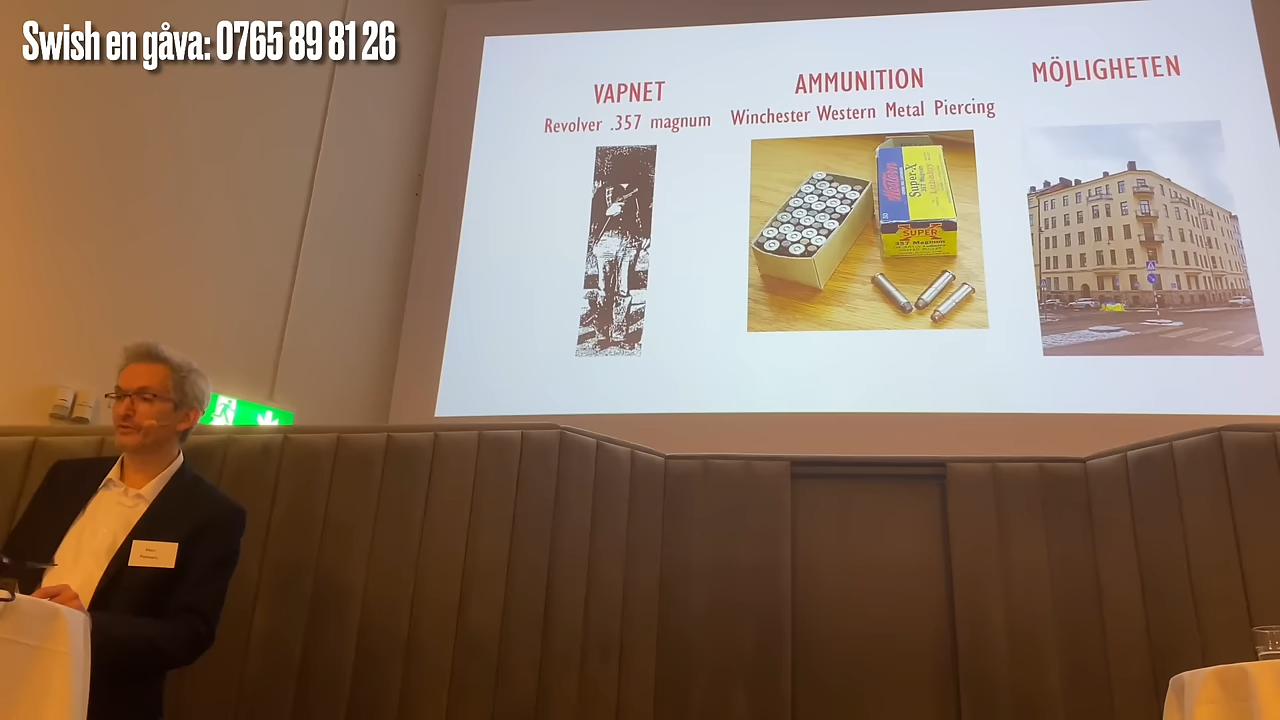 Swish en gåva: 0765 89 81 26
VAPNET
Revolver .357 magnum
AMMUNITION
Winchester Western Metal Piercing
MÖJLIGHETEN
Western
Super-X
SUPER X
357 Magnum